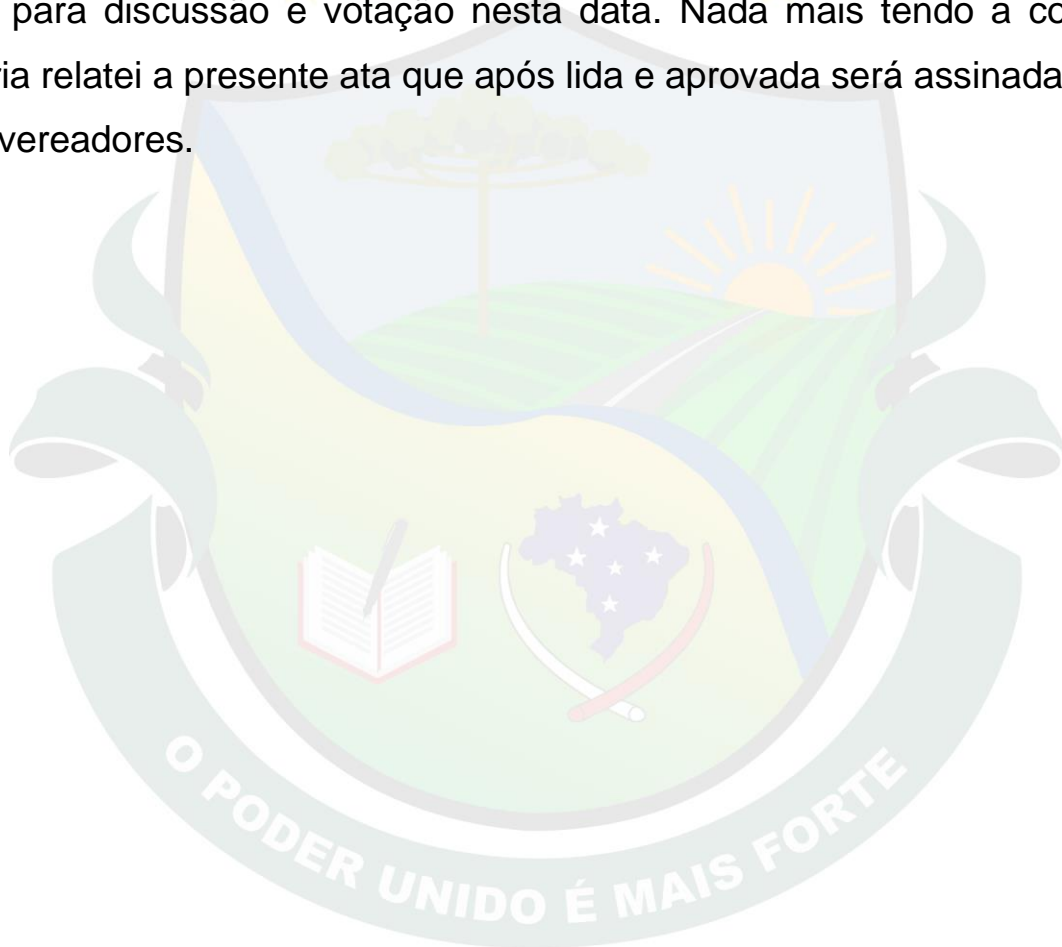 para discussão e votação nesta data. Nada mais tendo a
relatei a presente ata que após lida e aprovada será assinada
vereadores.
O PODER UNIDO É MAIS FORTE